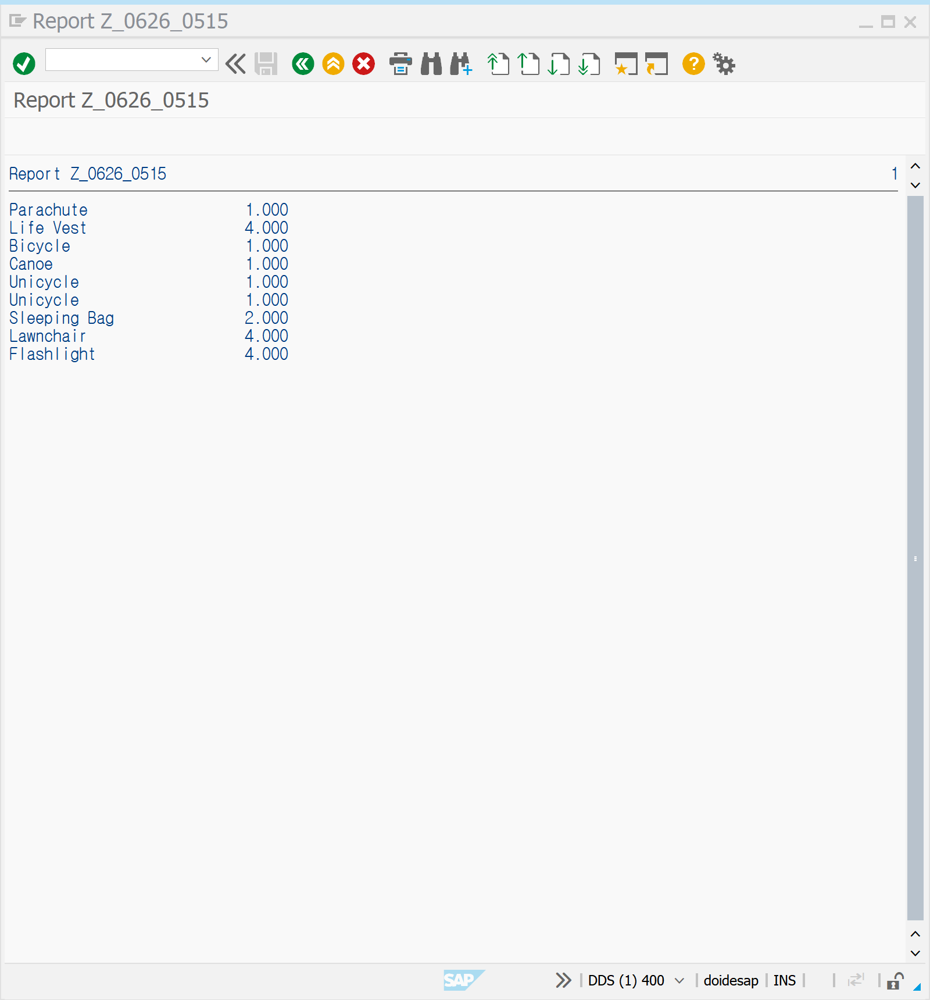 Report Z_0626_0515
Report Z_0626_0515
Report Z_0626_0515 1
Parachute 1.000
Life Vest 4.000
Bicycle 1.000
Canoe 1.000
Unicycle 1.000
Unicycle 1.000
Sleeping Bag 2.000
Lawnchair 4.000
Flashlight 4.000
SAP DDS (1) 400 doidesap INS